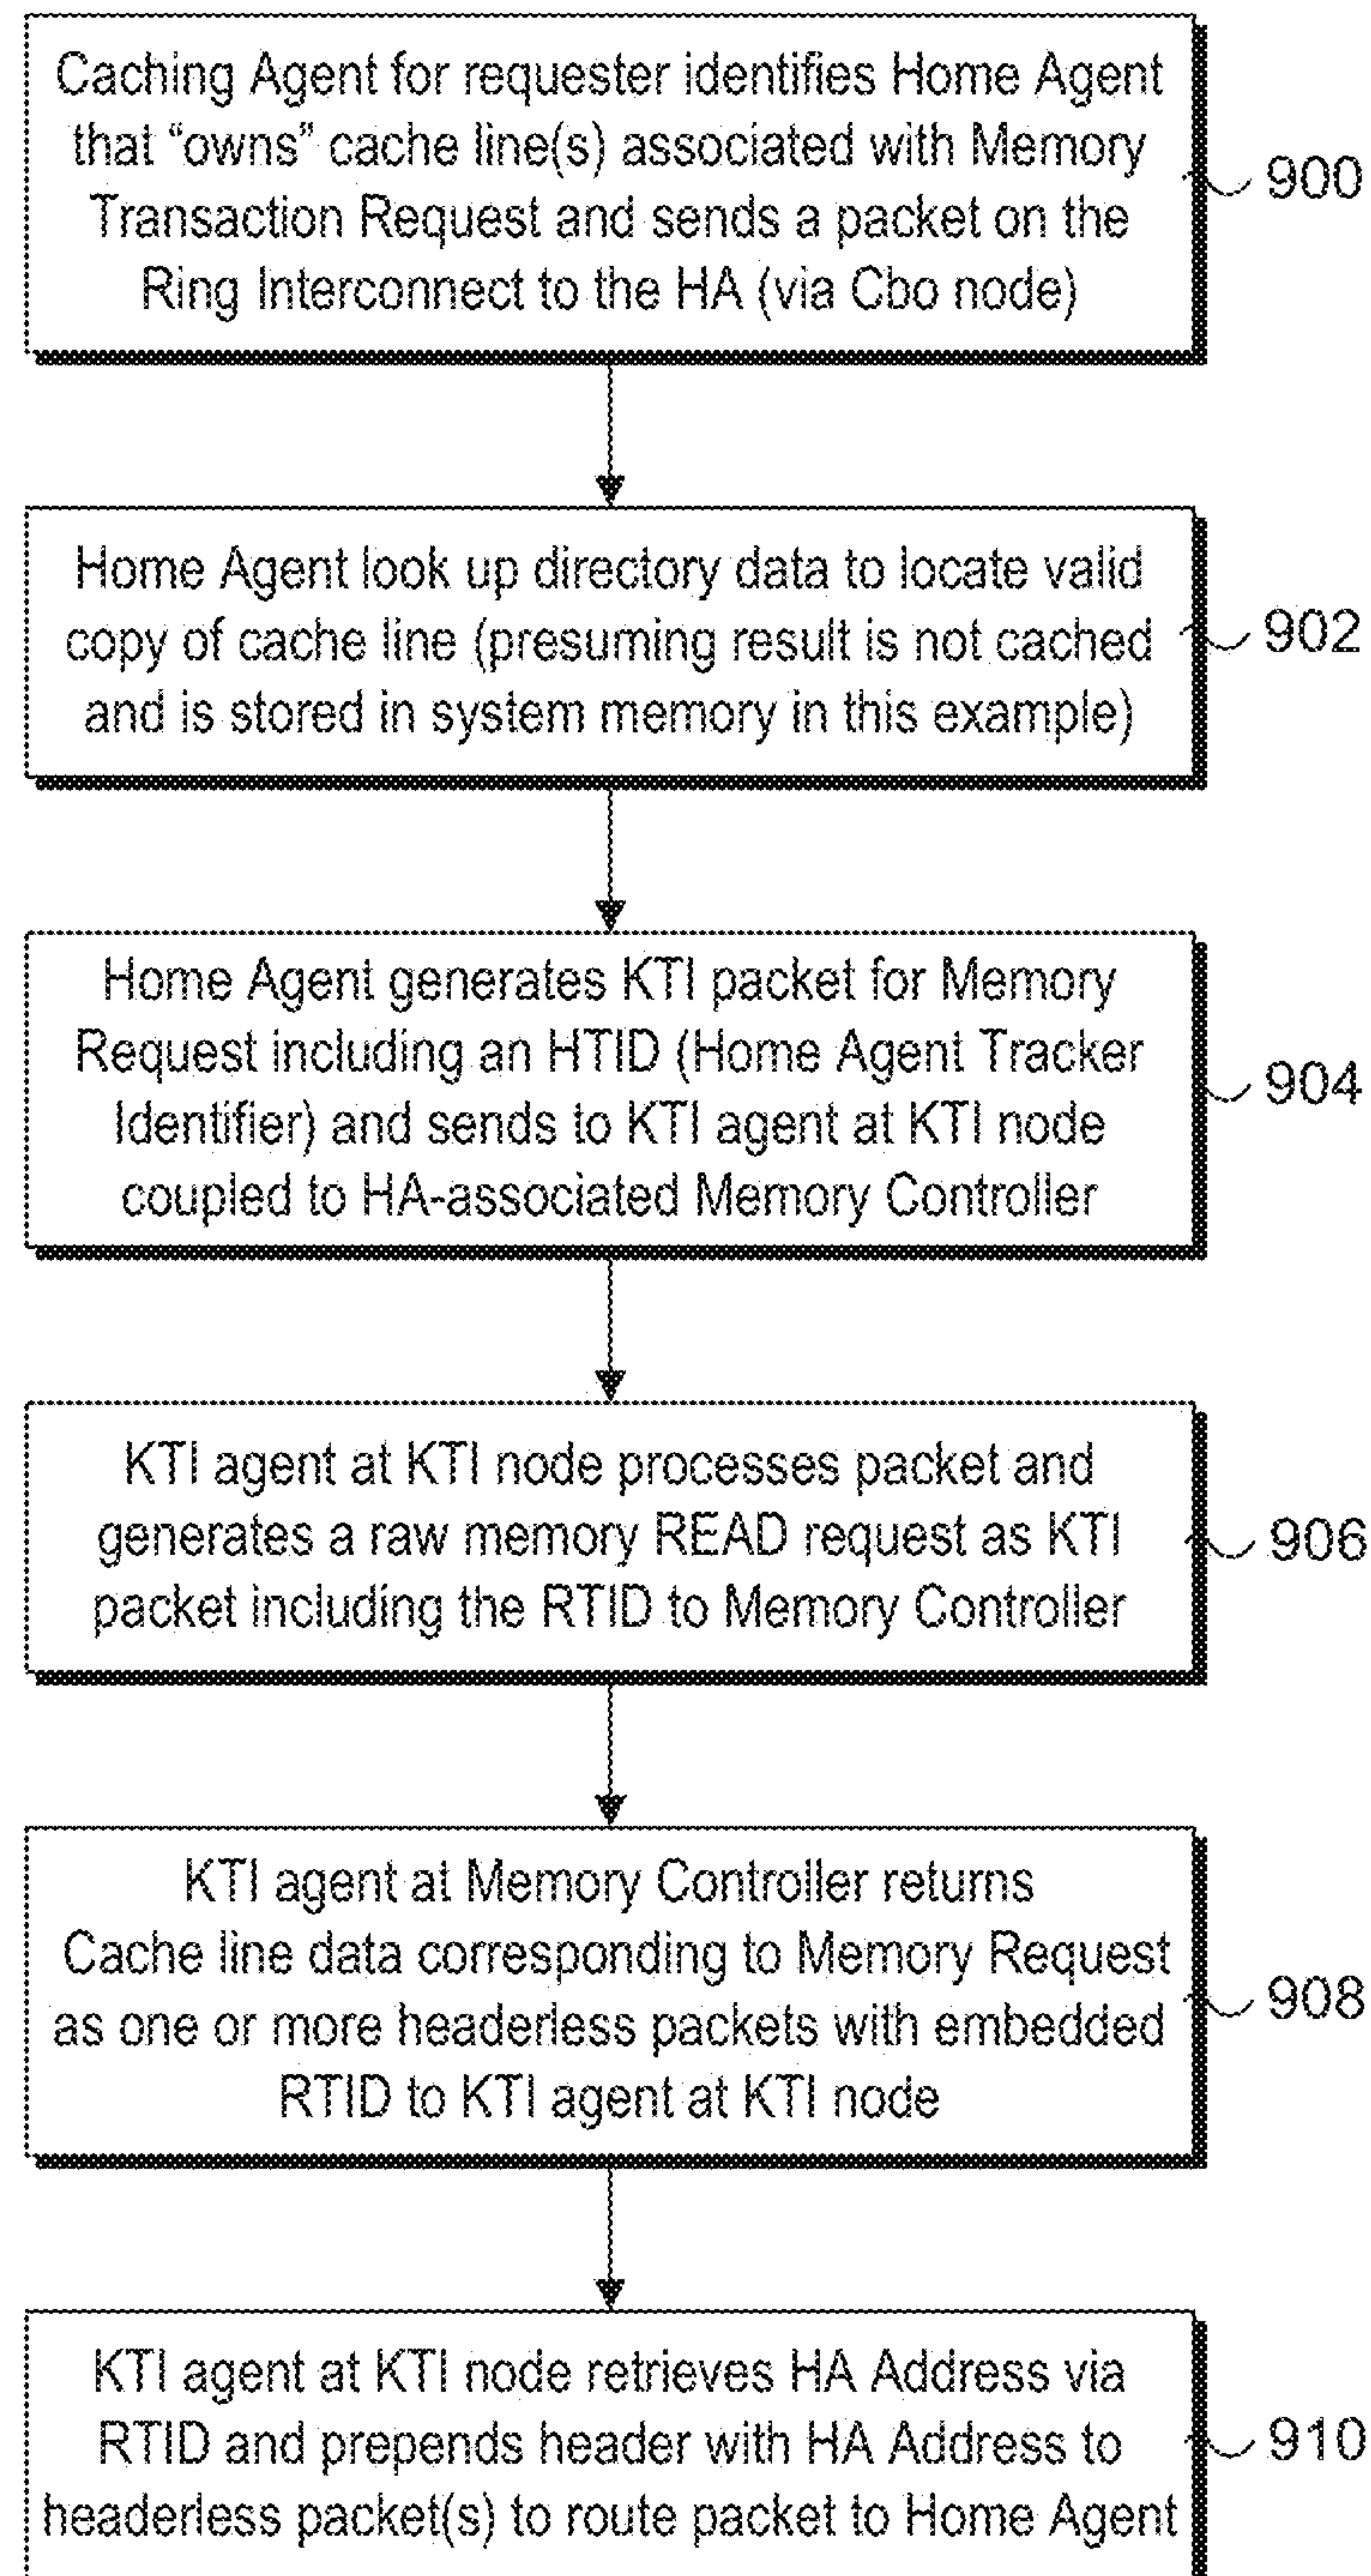 Caching Agent for requester identifies Home Agent
that “owns” cache line(s) associated with Memory
Transaction Request and sends a packet on the
Ring Interconnect to the HA (via Cbo node)
900
Home Agent look up directory data to locate valid
copy of cache line (presuming result is not cached
and is stored in system memory in this example)
902
Home Agent generates KTI packet for Memory
Request including an HTID (Home Agent Tracker
Identifier) and sends to KTI agent at KTI node
coupled to HA-associated Memory Controller
904
KTI agent at KTI node processes packet and
generates a raw memory READ request as KTI
packet including the RTID to Memory Controller
906
KTI agent at Memory Controller returns
Cache line data corresponding to Memory Request
as one or more headerless packets with embedded
RTID to KTI agent at KTI node
908
KTI agent at KTI node retrieves HA Address via
RTID and prepends header with HA Address to
headerless packet(s) to route packet to Home Agent
910